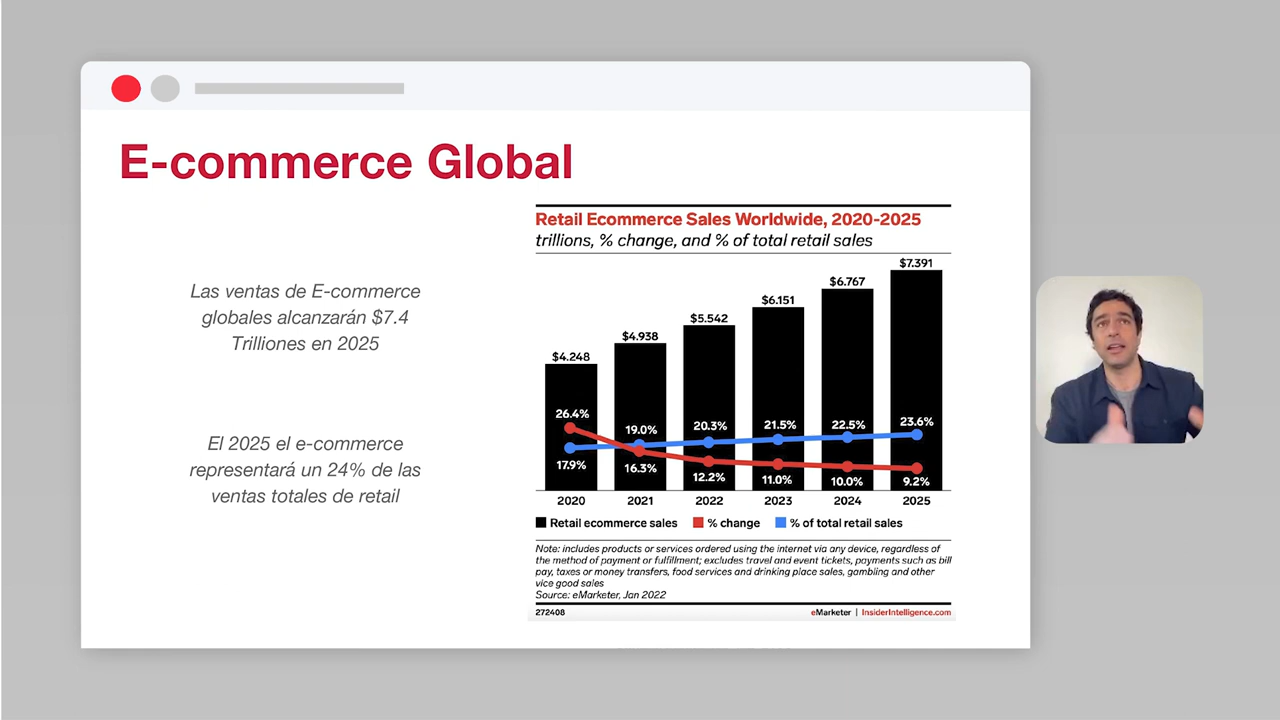 E-commerce Global
Las ventas de E-commerce
globales alcanzarán $7.4
Trilliones en 2025
El 2025 el e-commerce
representará un 24% de las
ventas totales de retail
Retail Ecommerce Sales Worldwide, 2020-2025
trillions, % change, and % of total retail sales
$4.248
$4.938
$5.542
$6.151
$6.767
$7.391
26.4%
19.0%
20.3%
21.5%
22.5%
23.6%
17.9%
16.3%
12.2%
11.0%
10.0%
9.2%
2020 2021 2022 2023 2024 2025
Retail ecommerce sales % change % of total retail sales
Note: includes products or services ordered using the internet via any device, regardless of
the method of payment or fulfillment; excludes travel and event tickets, payments such as bill
pay, taxes or money transfers, food services and drinking place sales, gambling and other
vice good sales
Source: eMarketer, Jan 2022
272408 eMarketer | InsiderIntelligence.com